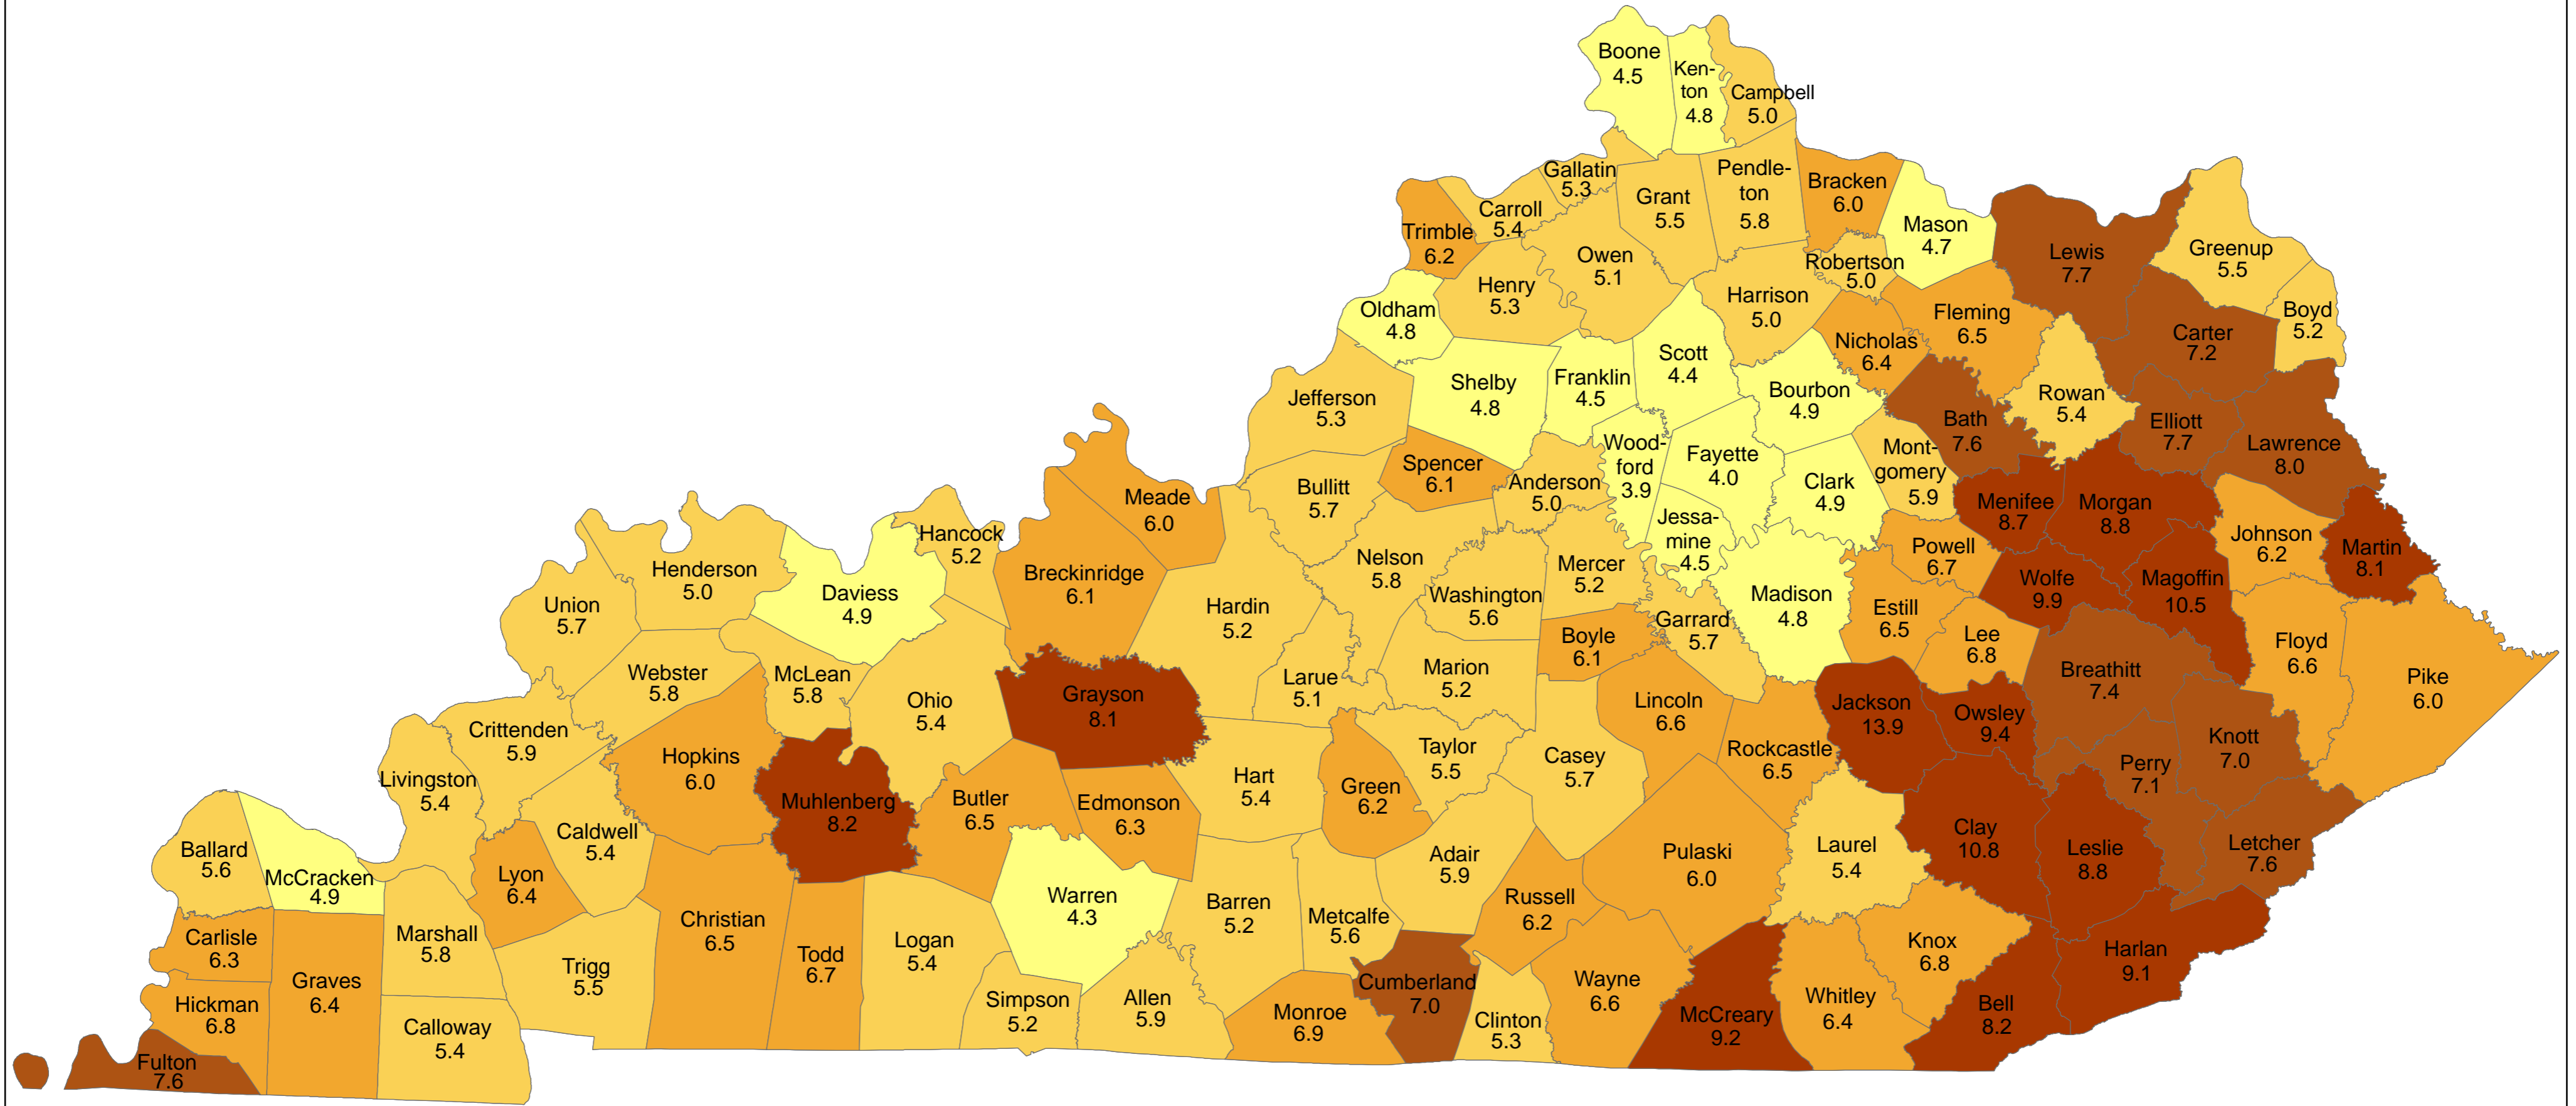 Boone
4.5
Ken-
ton
4.8
Campbell
5.0
Gallatin
5.3
Carroll
5.4
Trimble
6.2
Grant
5.5
Pendle-
ton
5.8
Bracken
6.0
Mason
4.7
Robertson
5.0
Lewis
7.7
Greenup
5.5
Boyd
5.2
Owen
5.1
Henry
5.3
Oldham
4.8
Harrison
5.0
Nicholas
6.4
Fleming
6.5
Carter
7.2
Rowan
5.4
Elliott
7.7
Lawrence
8.0
Jefferson
5.3
Shelby
4.8
Franklin
4.5
Scott
4.4
Bourbon
4.9
Bath
7.6
Mont-
gomery
5.9
Wood-
ford
3.9
Fayette
4.0
Clark
4.9
Spencer
6.1
Anderson
5.0
Bullitt
5.7
Jessa-
mine
4.5
Menifee
8.7
Morgan
8.8
Johnson
6.2
Martin
8.1
Meade
6.0
Hancock
5.2
Breckinridge
6.1
Henderson
5.0
Daviess
4.9
Union
5.7
Hardin
5.2
Nelson
5.8
Washington
5.6
Mercer
5.2
Garrard
5.7
Madison
4.8
Powell
6.7
Estill
6.5
Wolfe
9.9
Magoffin
10.5
Lee
6.8
Floyd
6.6
Pike
6.0
Breathitt
7.4
Boyle
6.1
Marion
5.2
Larue
5.1
Webster
5.8
McLean
5.8
Ohio
5.4
Grayson
8.1
Crittenden
5.9
Livingston
5.4
Hopkins
6.0
Muhlenberg
8.2
Butler
6.5
Edmonson
6.3
Hart
5.4
Green
6.2
Taylor
5.5
Casey
5.7
Lincoln
6.6
Rockcastle
6.5
Jackson
13.9
Owsley
9.4
Perry
7.1
Knott
7.0
Letcher
7.6
Leslie
8.8
Clay
10.8
Laurel
5.4
Pulaski
6.0
Adair
5.9
Russell
6.2
Ballard
5.6
McCracken
4.9
Lyon
6.4
Caldwell
5.4
Christian
6.5
Todd
6.7
Logan
5.4
Warren
4.3
Barren
5.2
Metcalfe
5.6
Carlisle
6.3
Graves
6.4
Marshall
5.8
Trigg
5.5
Hickman
6.8
Fulton
7.6
Calloway
5.4
Simpson
5.2
Allen
5.9
Monroe
6.9
Cumberland
7.0
Clinton
5.3
Wayne
6.6
McCreary
9.2
Whitley
6.4
Knox
6.8
Bell
8.2
Harlan
9.1